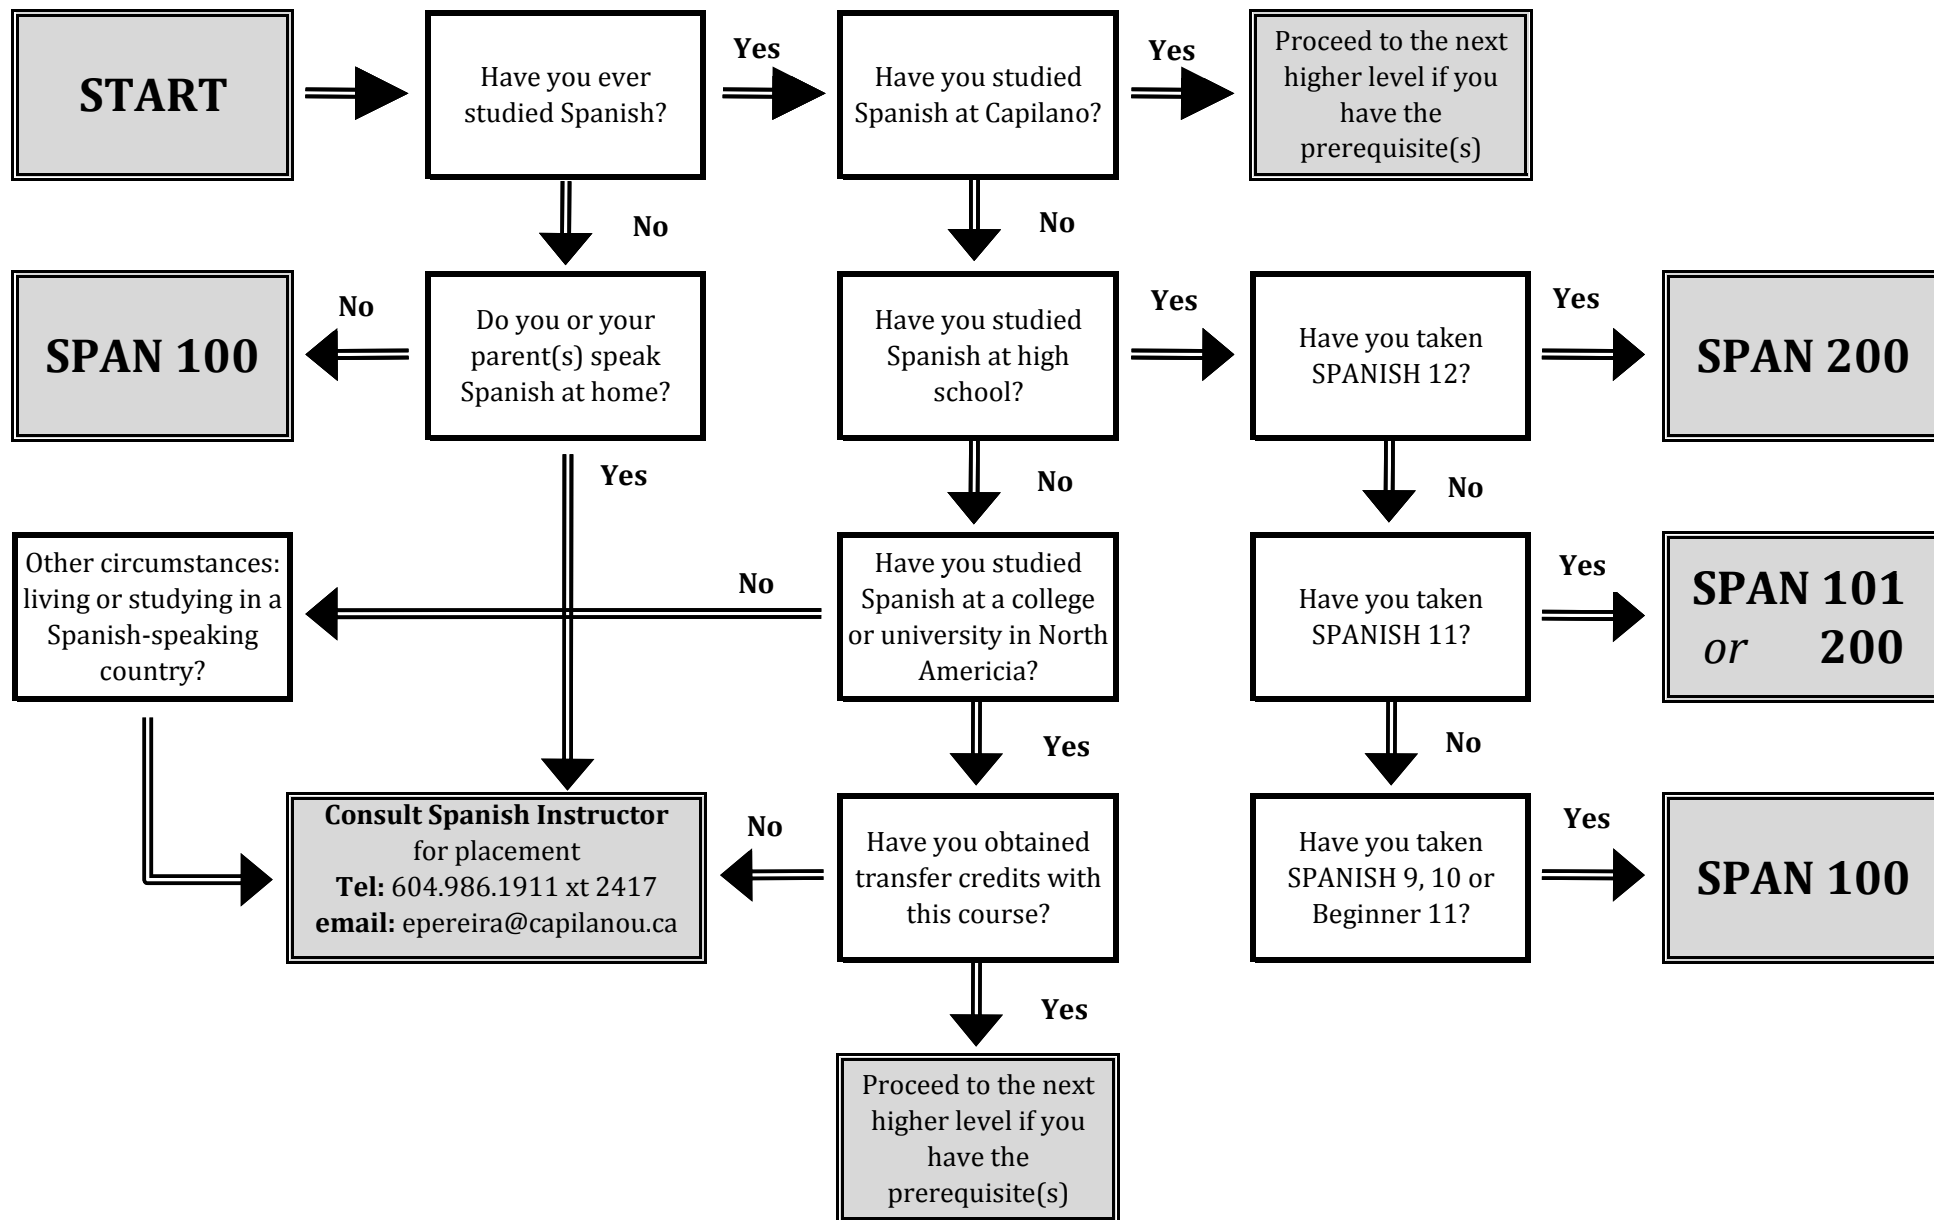 START
Have you ever
studied Spanish?
Yes
Have you studied
Spanish at Capilano?
Yes
Proceed to the next
higher level if you
have the
prerequisite(s)
No
No
SPAN 100
No
Do you or your
parent(s) speak
Spanish at home?
Have you studied
Spanish at high
school?
Yes
Have you taken
SPANISH 12?
Yes
SPAN 200
Yes
No
No
Other circumstances:
living or studying in a
Spanish-speaking
country?
No
Have you studied
Spanish at a college
or university in North
Americia?
Have you taken
SPANISH 11?
Yes
SPAN 101
or 200
Yes
No
Consult Spanish Instructor
for placement
Tel: 604.986.1911 xt 2417
email: epereira@capilanou.ca
No
Have you obtained
transfer credits with
this course?
Have you taken
SPANISH 9, 10 or
Beginner 11?
Yes
SPAN 100
Yes
Proceed to the next
higher level if you
have the
prerequisite(s)